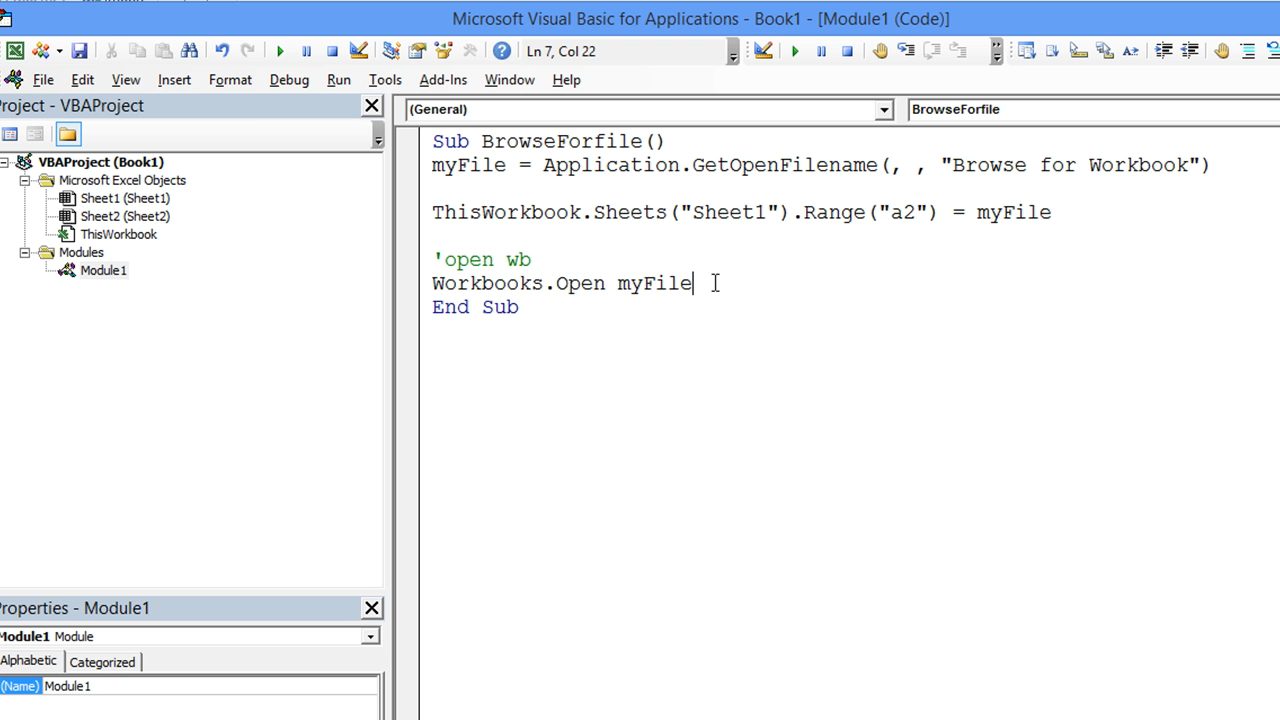 Microsoft Visual Basic for Applications - Book1 - [Module1 (Code)]
Ln 7, Col 22
File Edit View Insert Format Debug Run Tools Add-Ins Window Help
Project - VBAProject
(General)
BrowseForfile
VBAProject (Book1)
Microsoft Excel Objects
Sheet1 (Sheet1)
Sheet2 (Sheet2)
ThisWorkbook
Modules
Module1
Sub BrowseForfile()
myFile = Application.GetOpenFilename(, , "Browse for Workbook")
ThisWorkbook.Sheets("Sheet1").Range("a2") = myFile
'open wb
Workbooks.Open myFile
End Sub
Properties - Module1
Module1 Module
Alphabetic Categorized
(Name) Module1